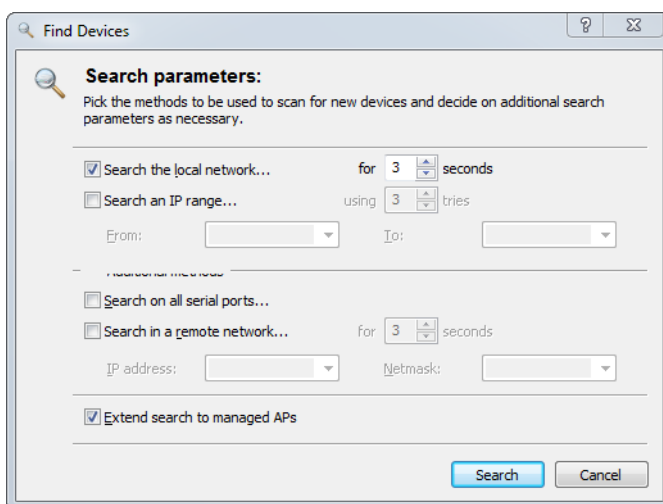 Find Devices
Search parameters:
Pick the methods to be used to scan for new devices and decide on additional search
parameters as necessary.
Search the local network... for 3 seconds
Search an IP range... using 3 tries
From: To:
Additional methods
Search on all serial ports...
Search in a remote network... for 3 seconds
IP address: Netmask:
Extend search to managed APs
Search Cancel